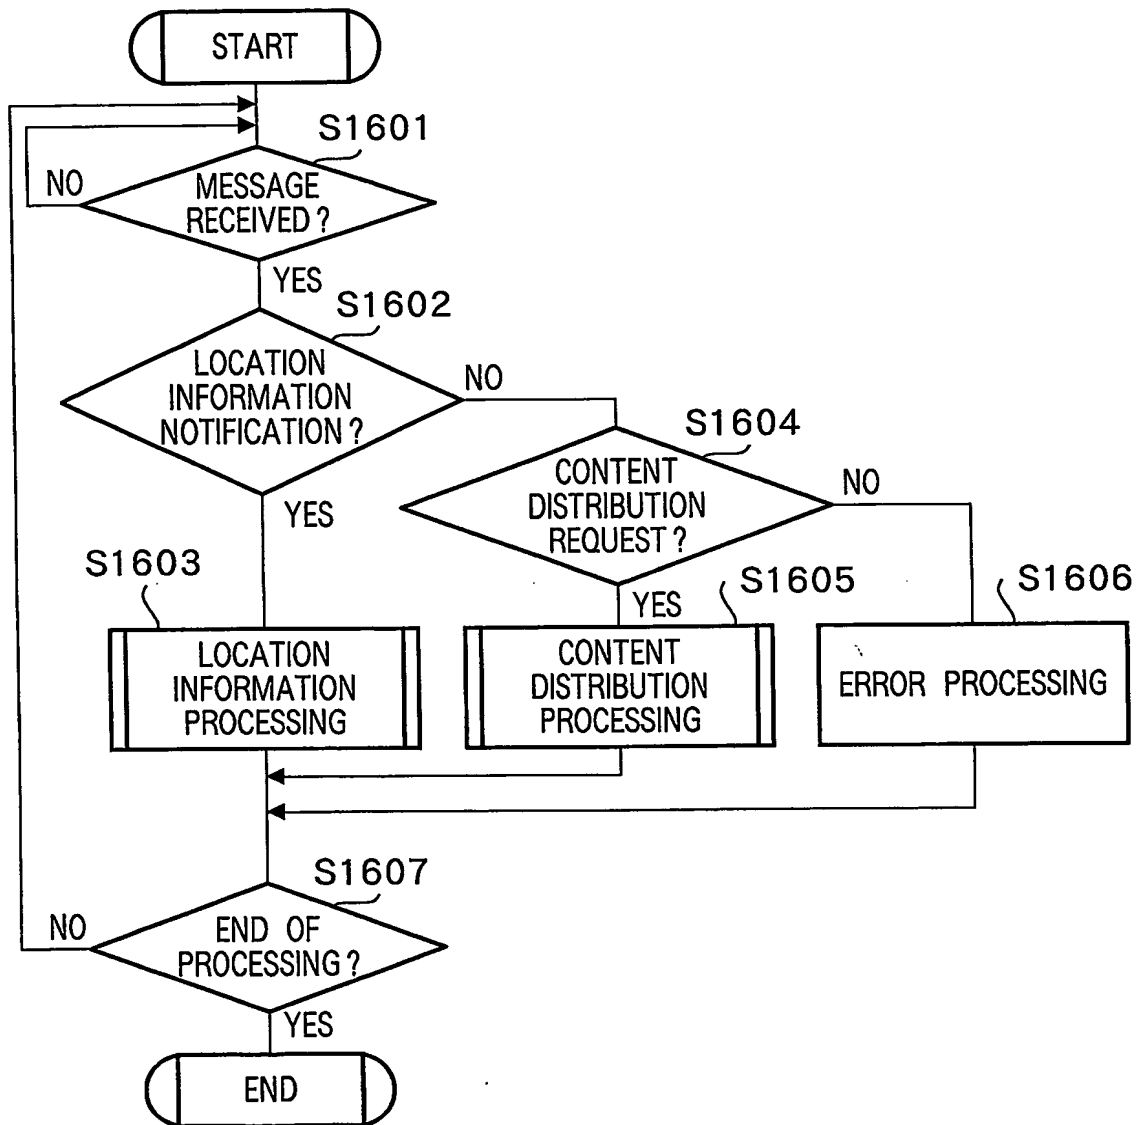 START
S1601
NO
MESSAGE
RECEIVED?
YES
S1602
LOCATION
INFORMATION
NOTIFICATION?
NO
YES
S1604
CONTENT
DISTRIBUTION
REQUEST?
NO
YES
S1603
LOCATION
INFORMATION
PROCESSING
S1605
CONTENT
DISTRIBUTION
PROCESSING
S1606
ERROR PROCESSING
S1607
NO
END OF
PROCESSING?
YES
END